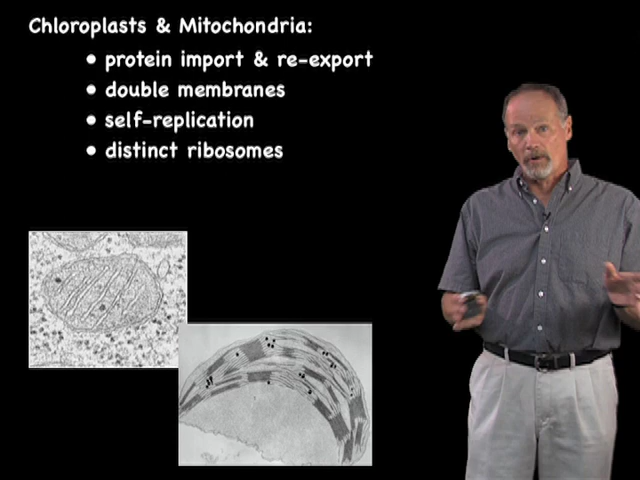 Chloroplasts & Mitochondria:
• protein import & re-export
• double membranes
• self-replication
• distinct ribosomes